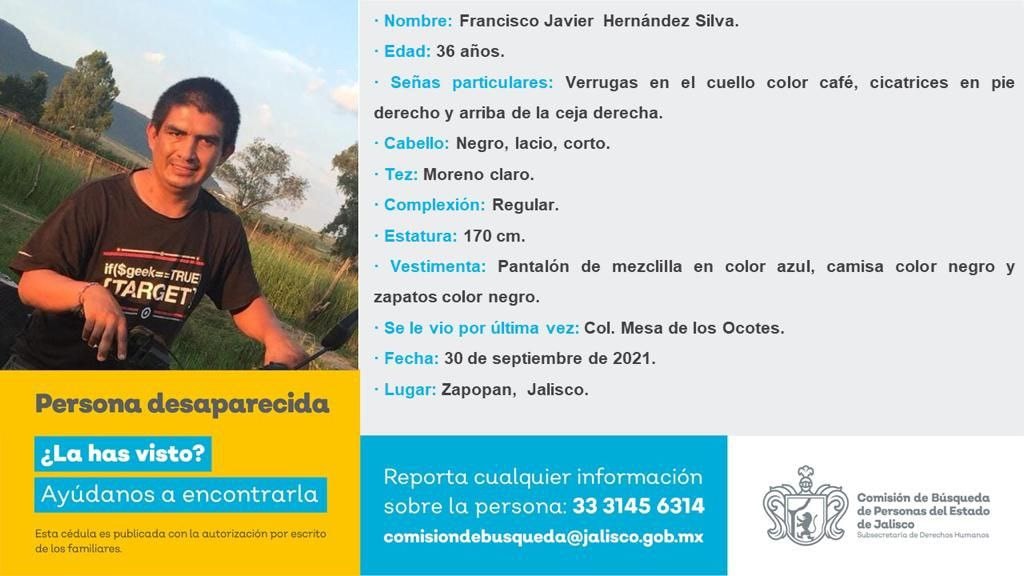 · Nombre: Francisco Javier Hernández Silva.
· Edad: 36 años.
· Señas particulares: Verrugas en el cuello color café, cicatrices en pie
derecho y arriba de la ceja derecha.
· Cabello: Negro, lacio, corto.
· Tez: Moreno claro.
· Complexión: Regular.
· Estatura: 170 cm.
· Vestimenta: Pantalón de mezclilla en color azul, camisa color negro y
zapatos color negro.
· Se le vio por última vez: Col. Mesa de los Ocotes.
· Fecha: 30 de septiembre de 2021.
· Lugar: Zapopan, Jalisco.
if($geek==TRUE
[TARGET]
Persona desaparecida
¿La has visto?
Ayúdanos a encontrarla
Esta cédula es publicada con la autorización por escrito
de los familiares.
Reporta cualquier información
sobre la persona: 33 3145 6314
comisiondebusqueda@jalisco.gob.mx
Comisión de Búsqueda
de Personas del Estado
de Jalisco
Subsecretaría de Derechos Humanos